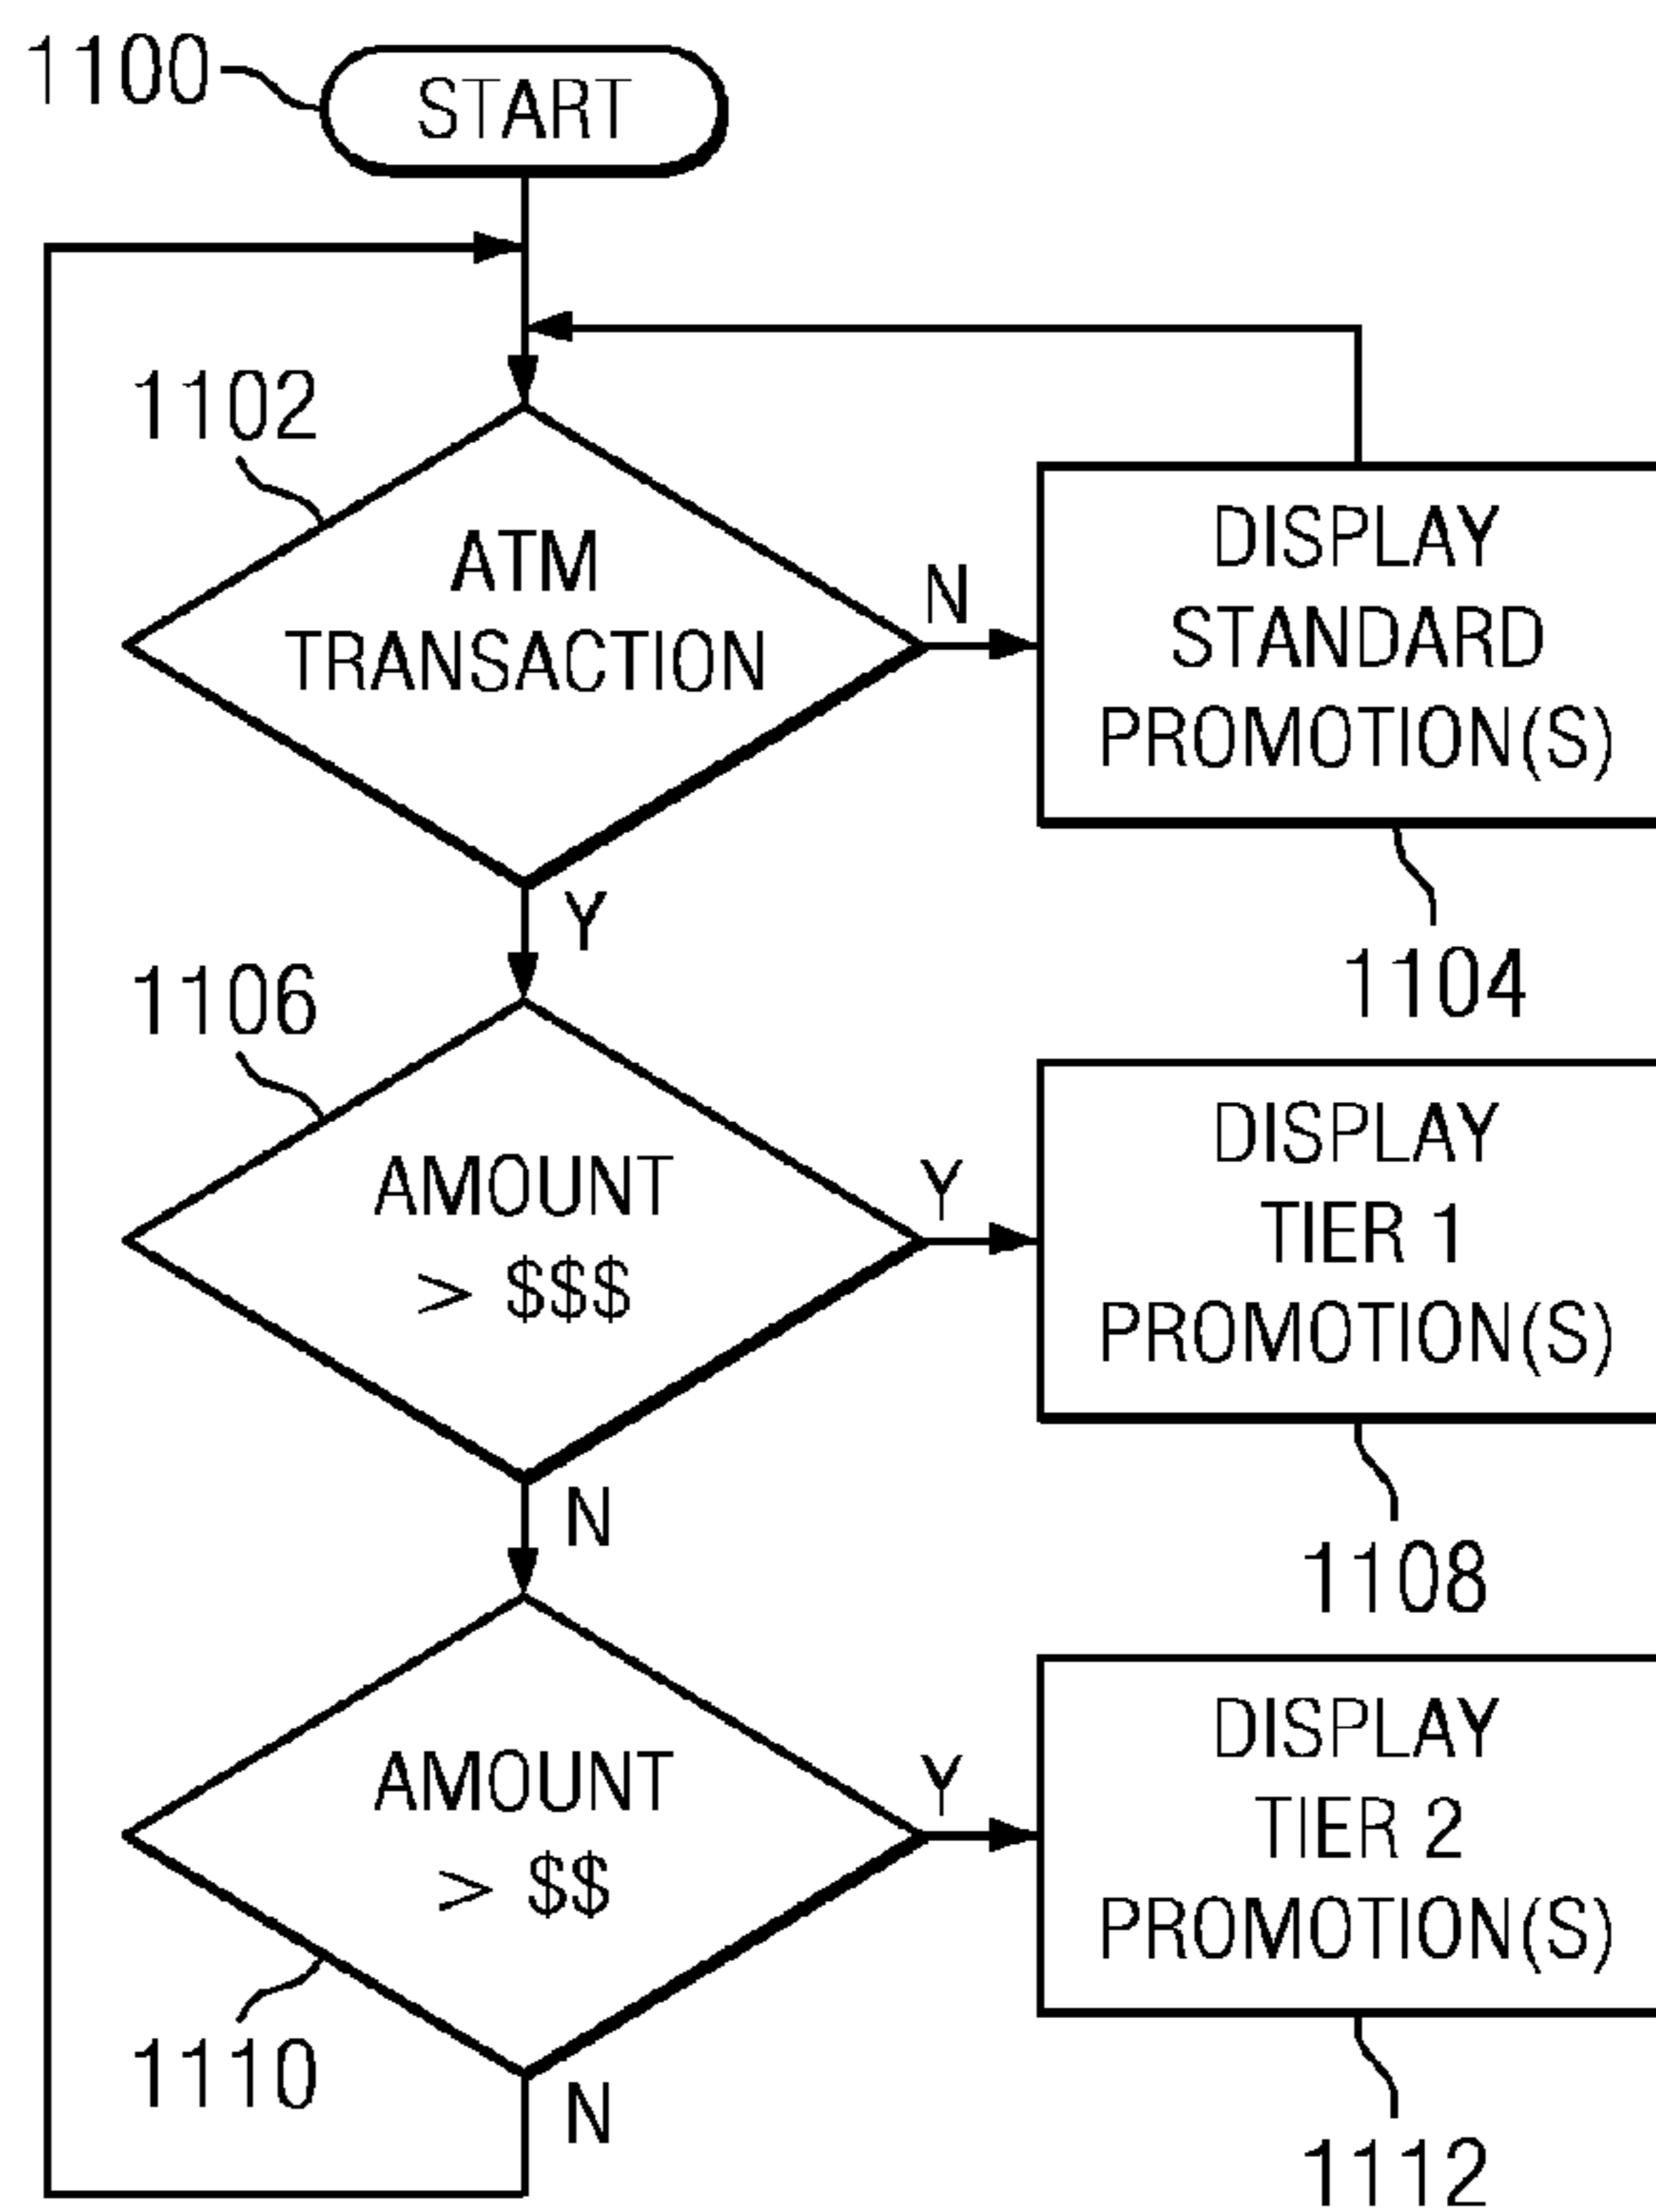 1100
START
1102
ATM
TRANSACTION
N
DISPLAY
STANDARD
PROMOTION(S)
1104
Y
1106
AMOUNT
> $$$
Y
DISPLAY
TIER 1
PROMOTION(S)
1108
N
AMOUNT
> $$
Y
DISPLAY
TIER 2
PROMOTION(S)
1110
N
1112